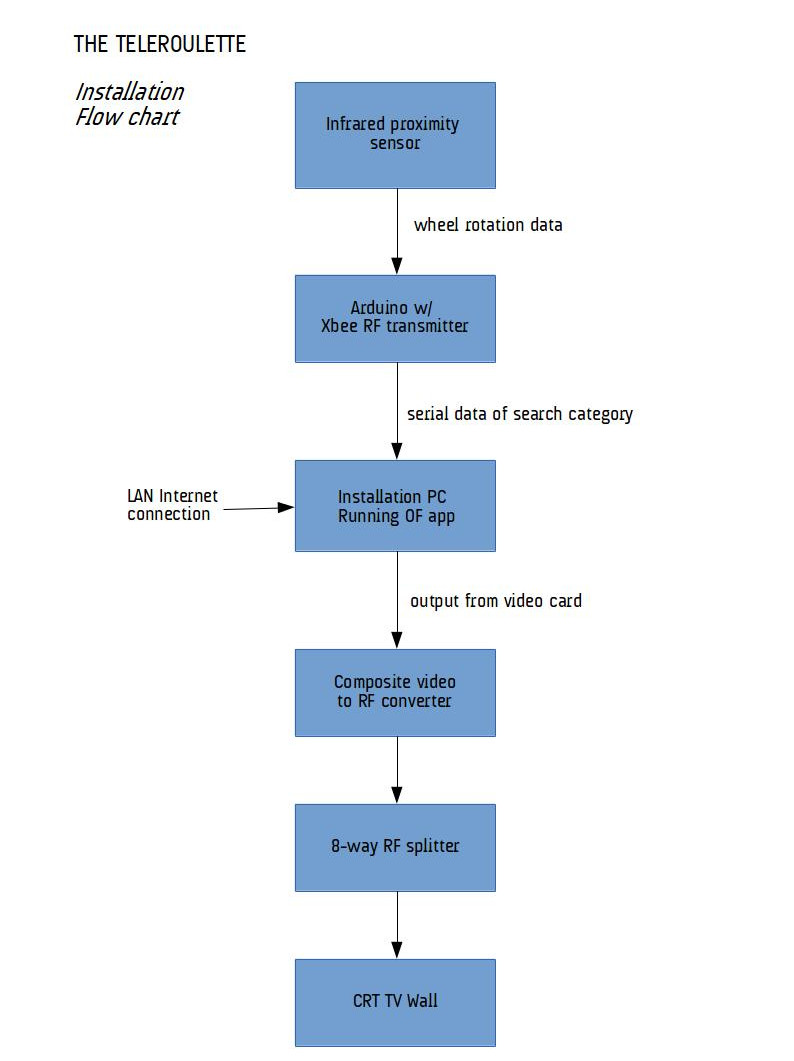 THE TELEROULETTE
Installation
Flow chart
Infrared proximity
sensor
wheel rotation data
Arduino w/
Xbee RF transmitter
serial data of search category
LAN Internet
connection
Installation PC
Running OF app
output from video card
Composite video
to RF converter
8-way RF splitter
CRT TV Wall